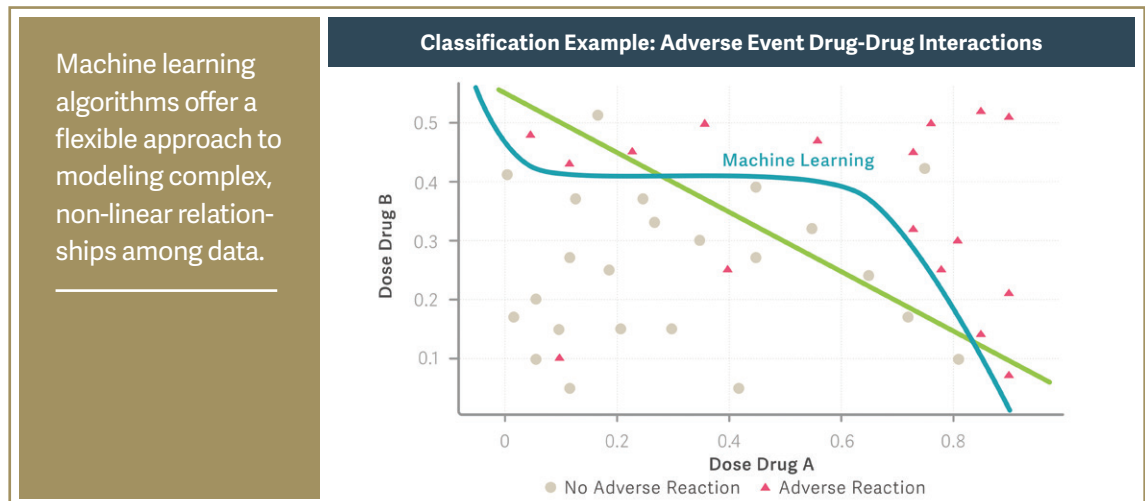 Machine learning
algorithms offer a
flexible approach to
modeling complex,
non-linear relation-
ships among data.
Classification Example: Adverse Event Drug-Drug Interactions
Dose Drug B
0.5
0.4
0.3
0.2
0.1
Machine Learning
0 0.2 0.4 0.6 0.8
Dose Drug A
No Adverse Reaction Adverse Reaction